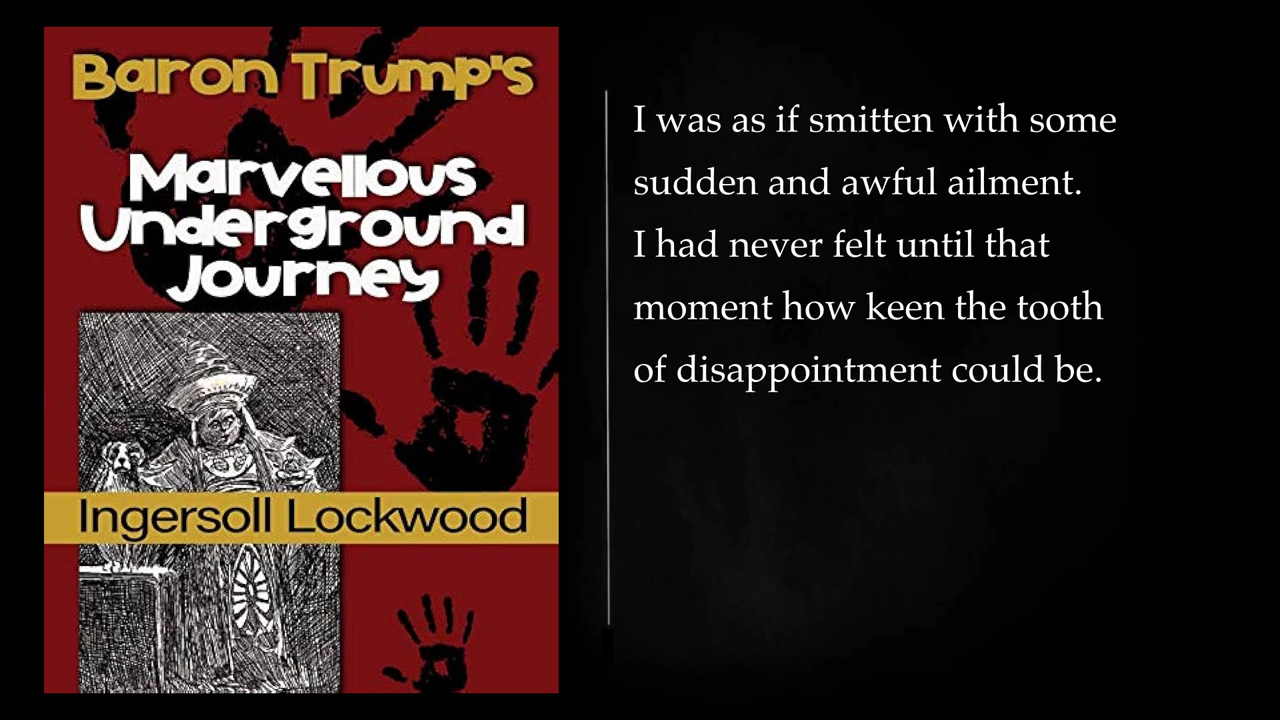 Baron Trump's
Marvellous
Underground
Journey
Ingersoll Lockwood
I was as if smitten with some
sudden and awful ailment.
I had never felt until that
moment how keen the tooth
of disappointment could be.